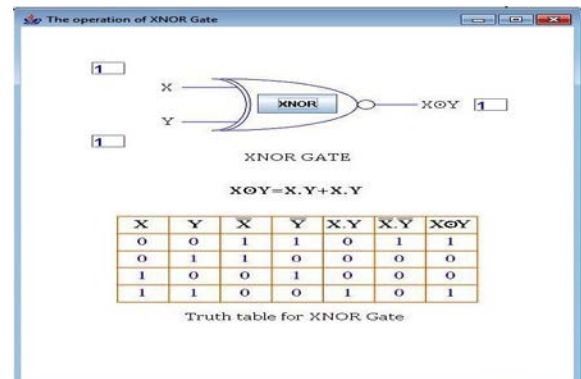 The operation of XNOR Gate
1
X
XNOR
X⊙Y 1
Y
1
XNOR GATE
X⊙Y=X.Y+X.Y
X Y X̅ Y̅ X.Y X̅.Y̅ X⊙Y
0 0 1 1 0 1 1
0 1 1 0 0 0 0
1 0 0 1 0 0 0
1 1 0 0 1 0 1
Truth table for XNOR Gate